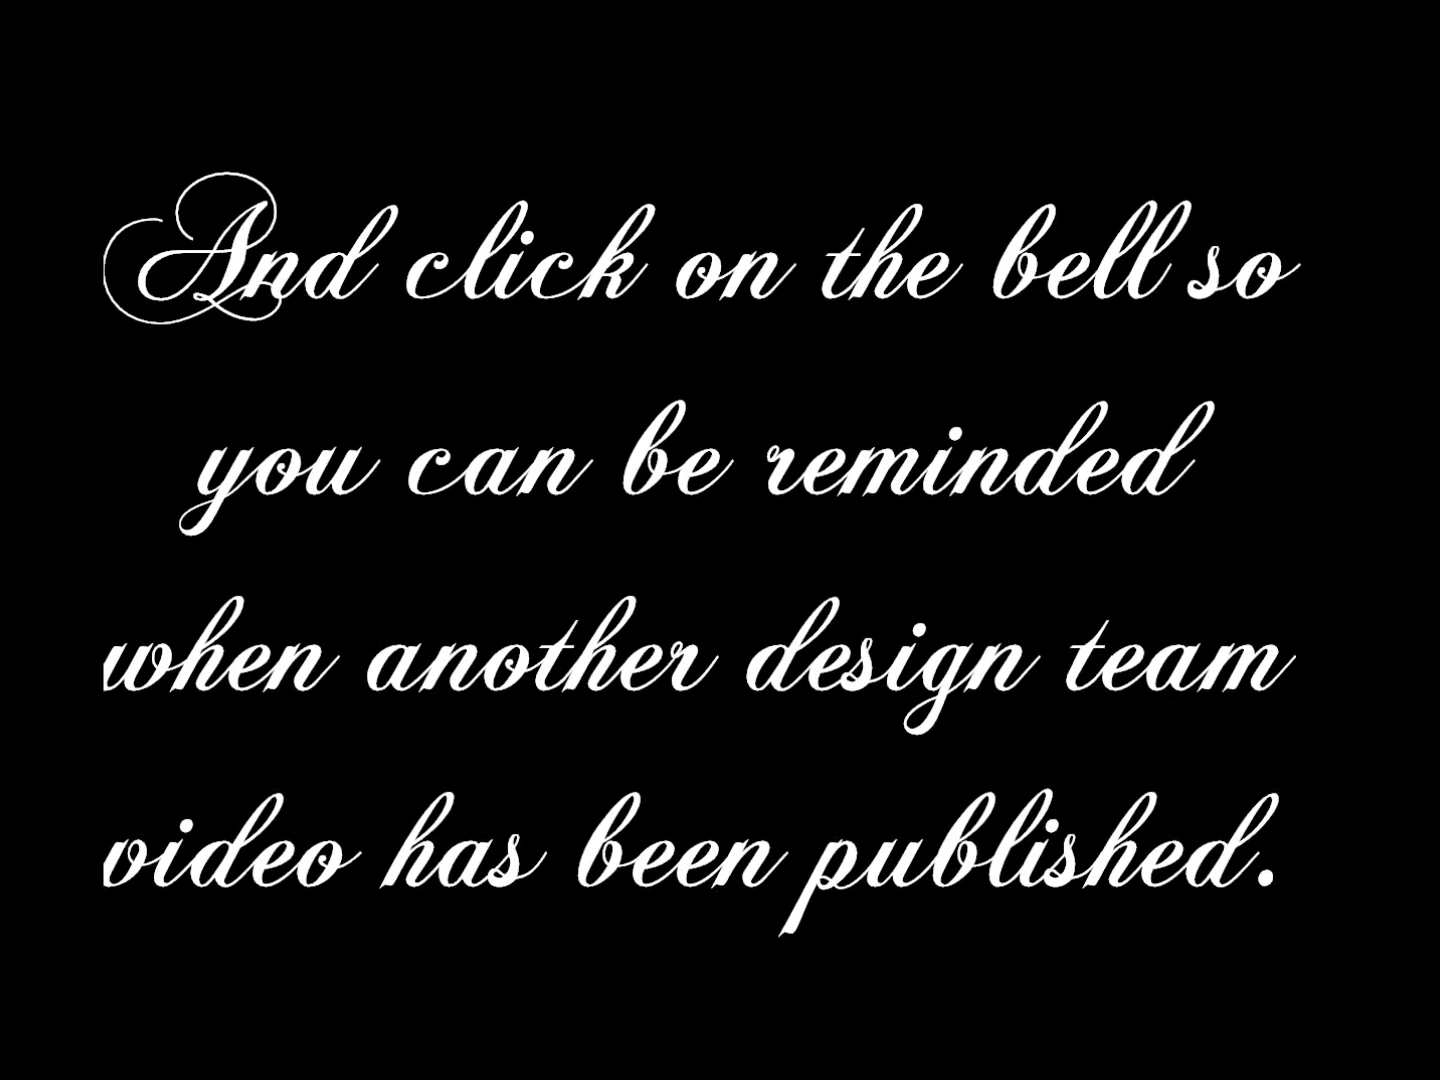 And click on the bell so
you can be reminded
when another design team
video has been published.